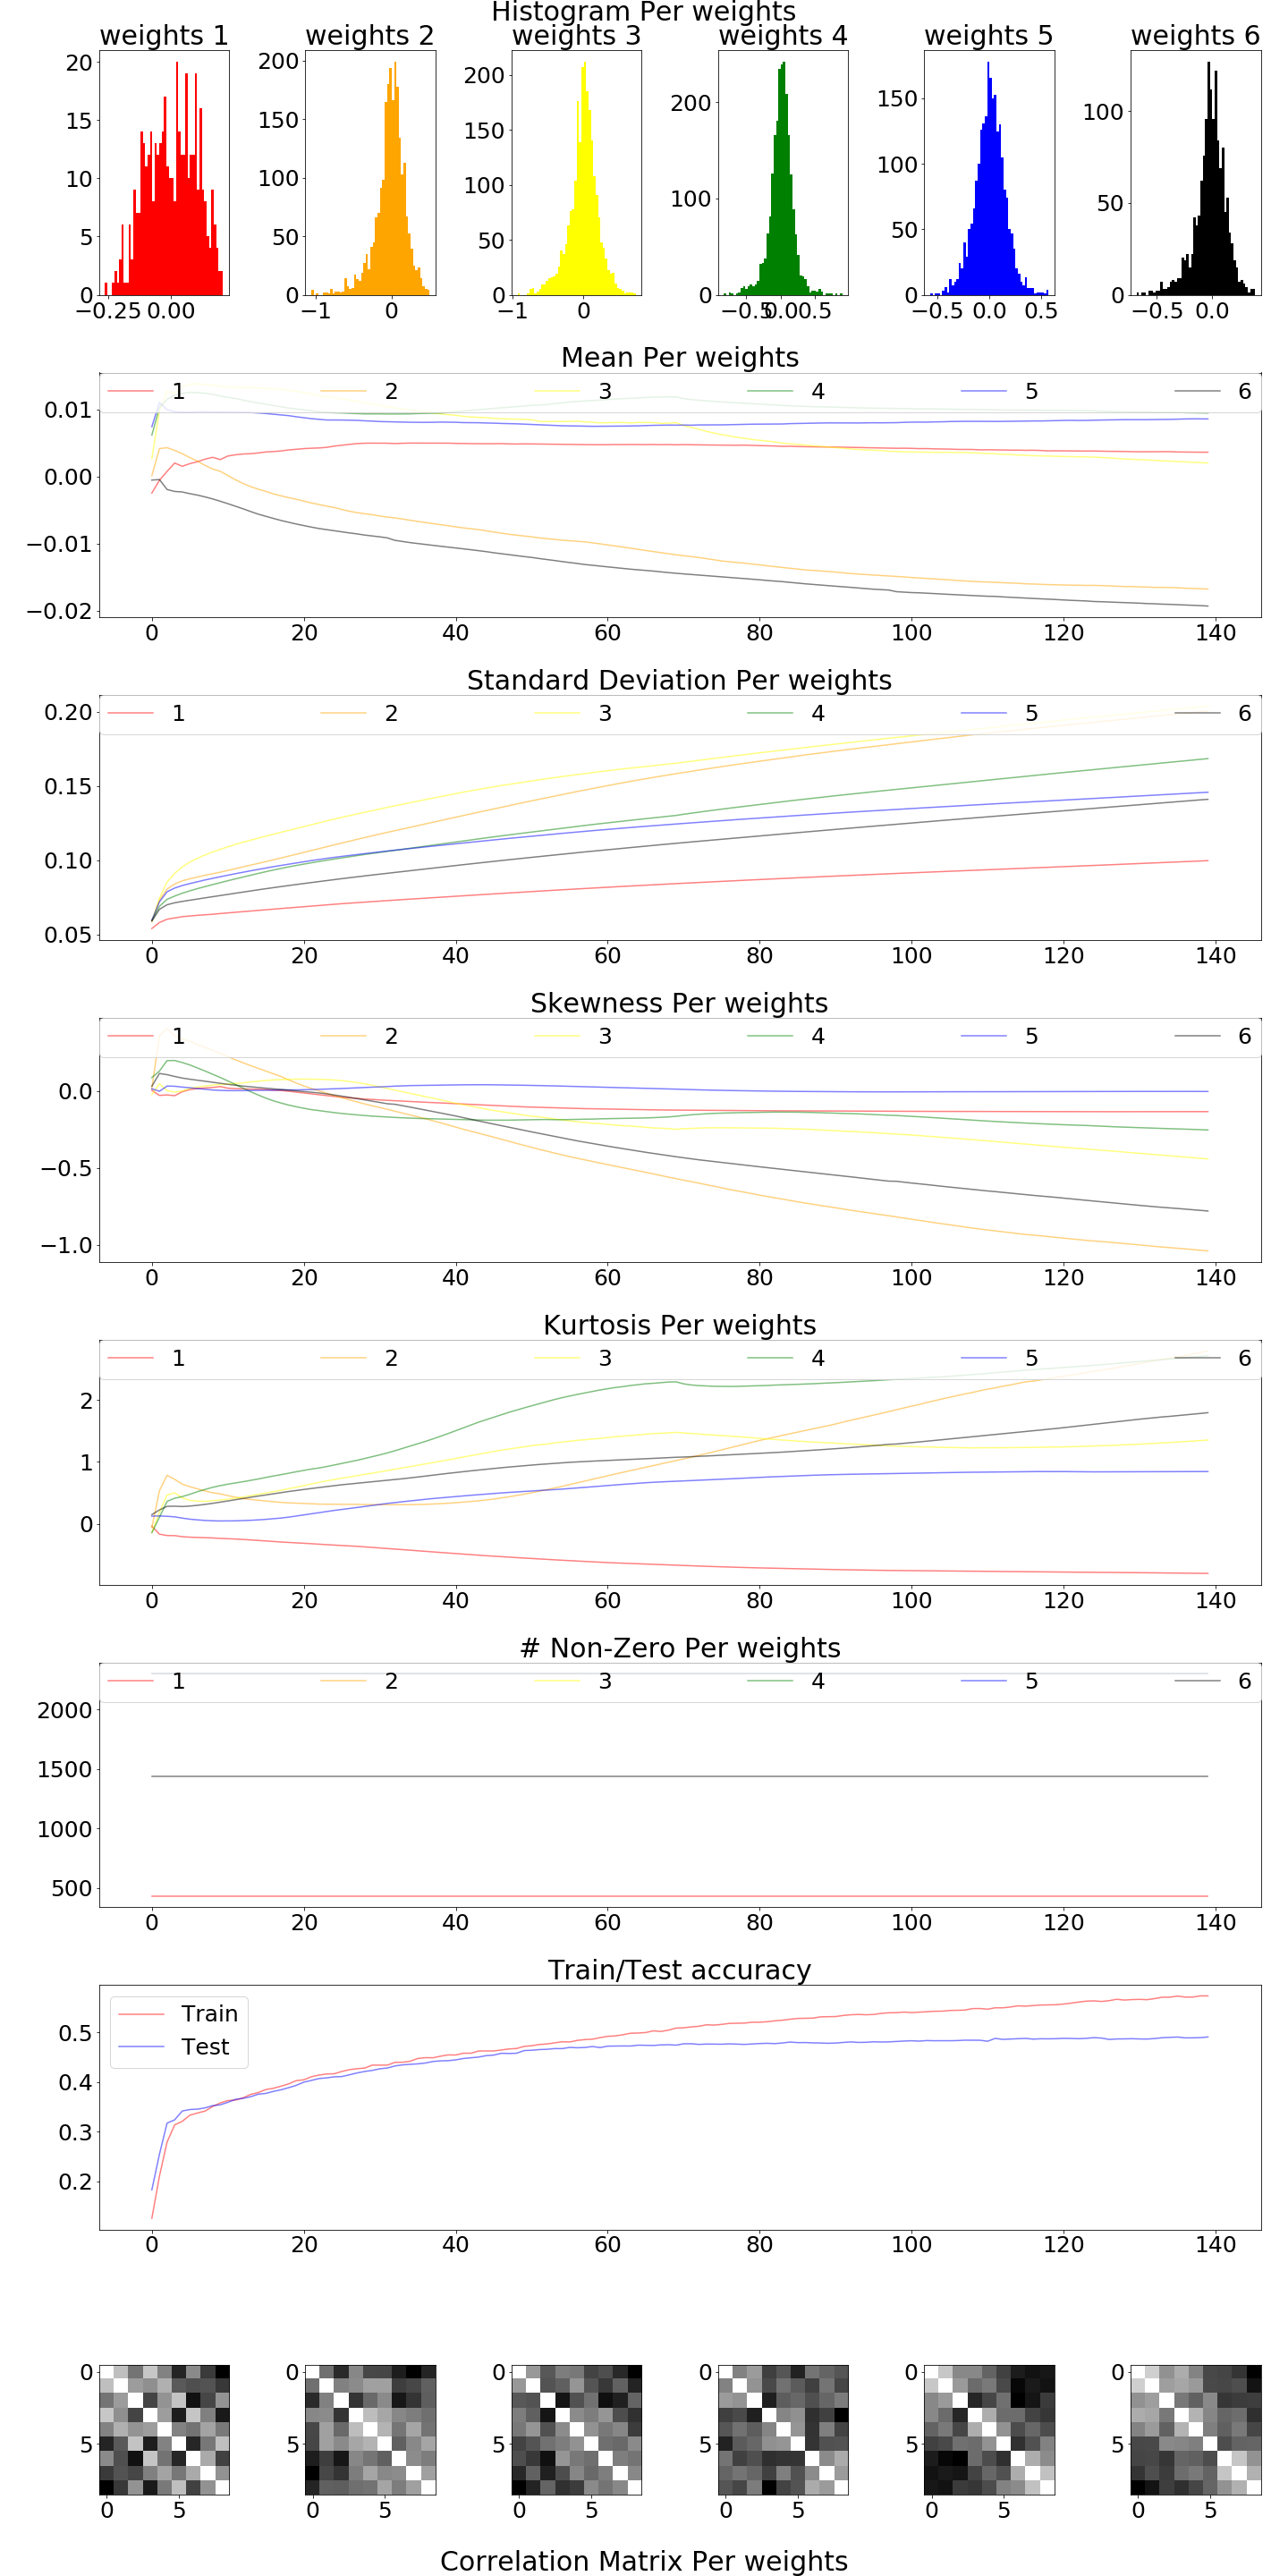 Histogram Per weights
weights 1 weights 2 weights 3 weights 4 weights 5 weights 6
20 15 10 5 0
−0.25 0.00
200 150 100 50 0
−1 0
200 150 100 50 0
−1 0
200 100 0
−0.5 0.0 0.5
150 100 50 0
−0.5 0.0 0.5
100 50 0
−0.5 0.0
Mean Per weights
1 2 3 4 5 6
0.01
0.00
−0.01
−0.02
0 20 40 60 80 100 120 140
Standard Deviation Per weights
1 2 3 4 5 6
0.20
0.15
0.10
0.05
0 20 40 60 80 100 120 140
Skewness Per weights
1 2 3 4 5 6
0.0
−0.5
−1.0
0 20 40 60 80 100 120 140
Kurtosis Per weights
1 2 3 4 5 6
2
1
0
0 20 40 60 80 100 120 140
# Non-Zero Per weights
1 2 3 4 5 6
2000
1500
1000
500
0 20 40 60 80 100 120 140
Train/Test accuracy
Train
Test
0.5
0.4
0.3
0.2
0 20 40 60 80 100 120 140
0 0 0 0 0 0
5 5 5 5 5 5
0 5 0 5 0 5 0 5 0 5 0 5
Correlation Matrix Per weights